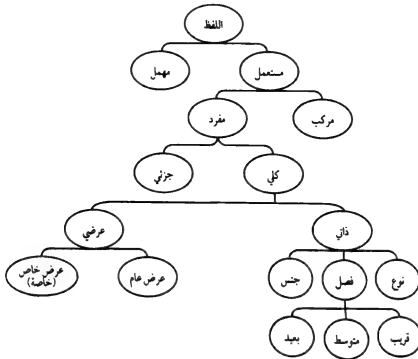 اللفظ
مستعمل
مهمل
مركب
مفرد
كلي
جزئي
ذاتي
عرضي
نوع
فصل
جنس
عرض عام
عرض خاص
(خاصة)
قريب
متوسط
بعيد